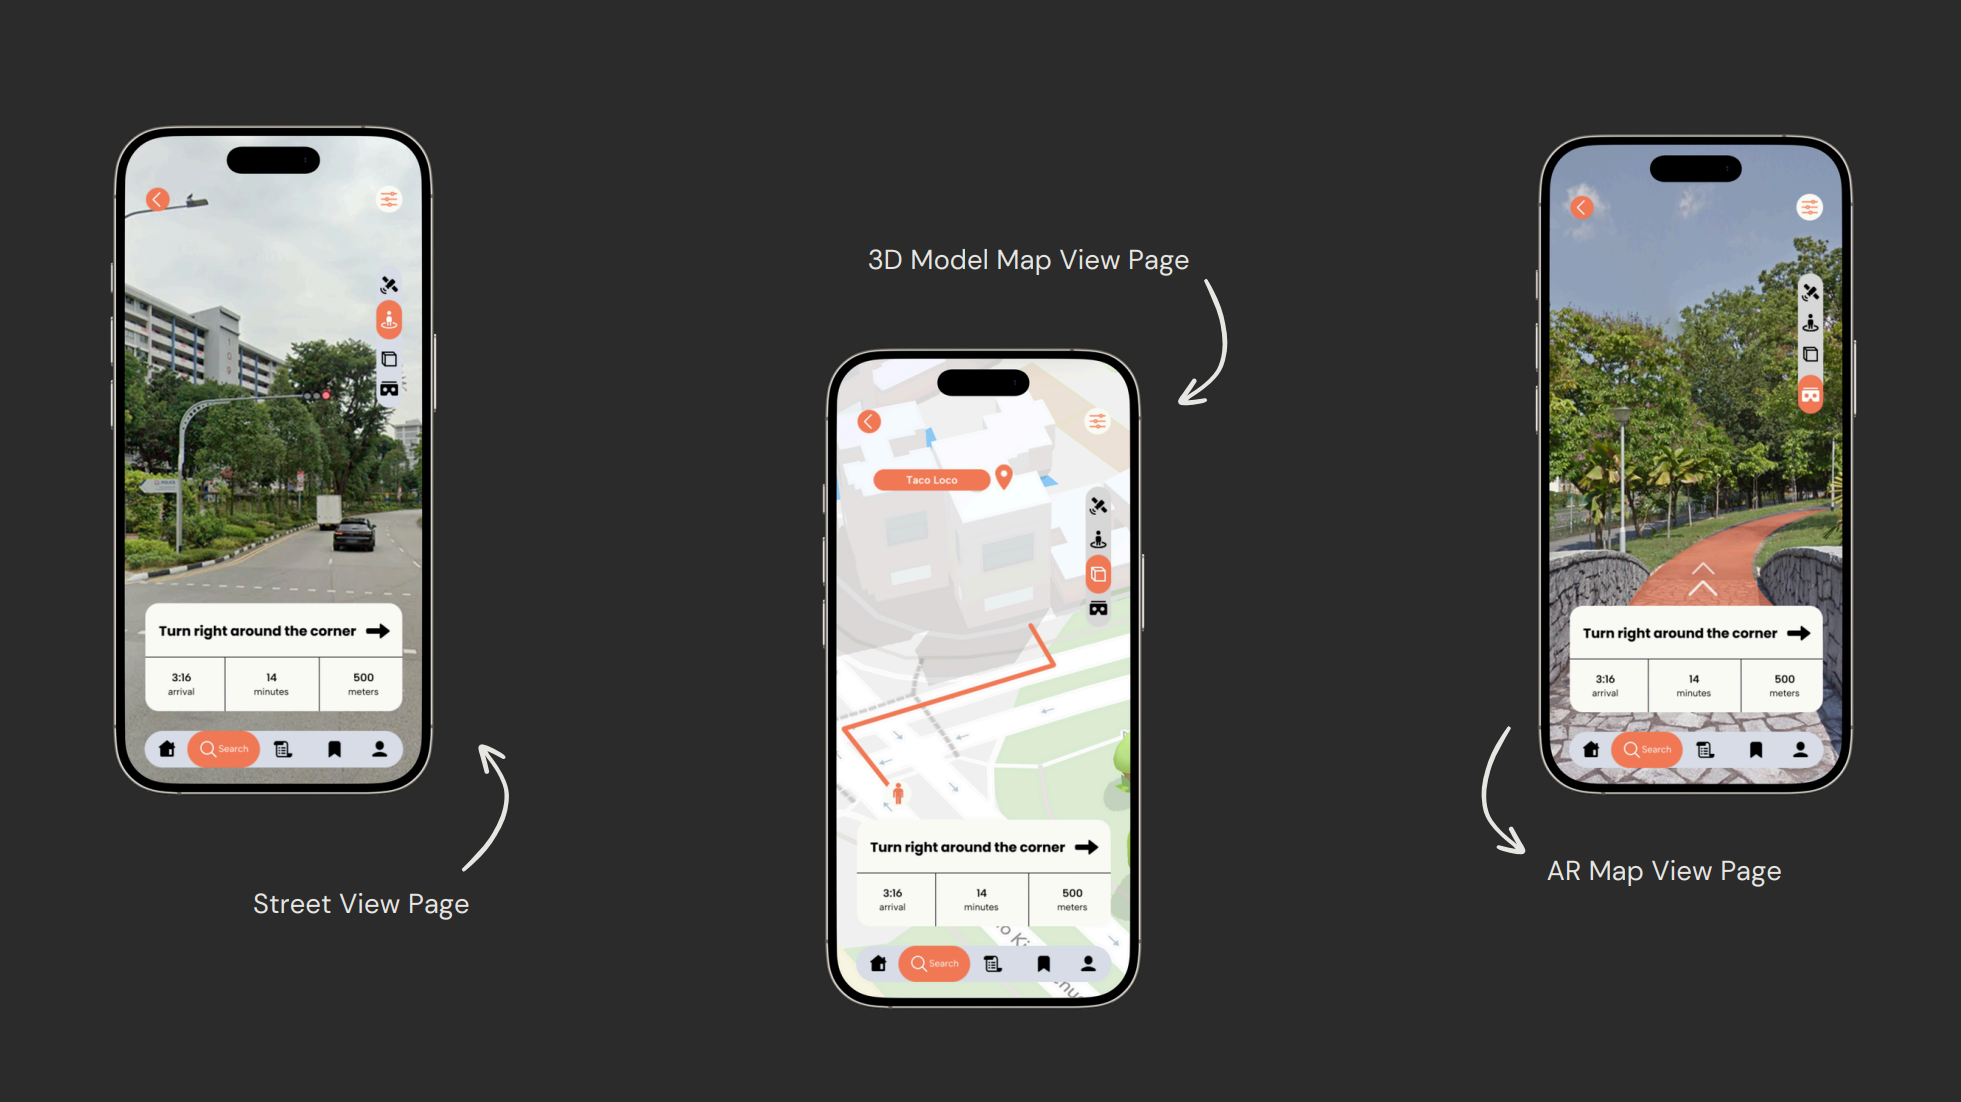 Turn right around the corner
3:16
arrival
14
minutes
500
meters
Search
Street View Page
3D Model Map View Page
Taco Loco
Turn right around the corner
3:16
arrival
14
minutes
500
meters
Search
Turn right around the corner
3:16
arrival
14
minutes
500
meters
Search
AR Map View Page